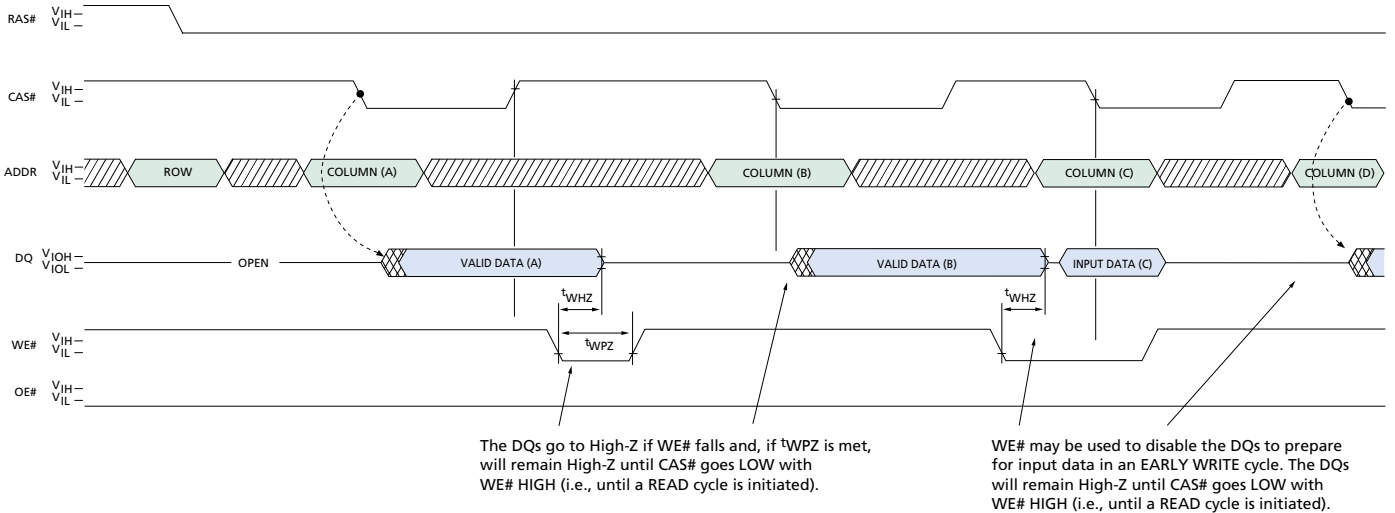 RAS# VIH
VIL
CAS# VIH
VIL
ADDR VIH
VIL
ROW
COLUMN (A)
COLUMN (B)
COLUMN (C)
COLUMN (D)
DQ VIOH
VIOL
OPEN
VALID DATA (A)
VALID DATA (B)
INPUT DATA (C)
tWHZ
tWHZ
tWPZ
WE# VIH
VIL
OE# VIH
VIL
The DQs go to High-Z if WE# falls and, if tWPZ is met,
will remain High-Z until CAS# goes LOW with
WE# HIGH (i.e., until a READ cycle is initiated).
WE# may be used to disable the DQs to prepare
for input data in an EARLY WRITE cycle. The DQs
will remain High-Z until CAS# goes LOW with
WE# HIGH (i.e., until a READ cycle is initiated).